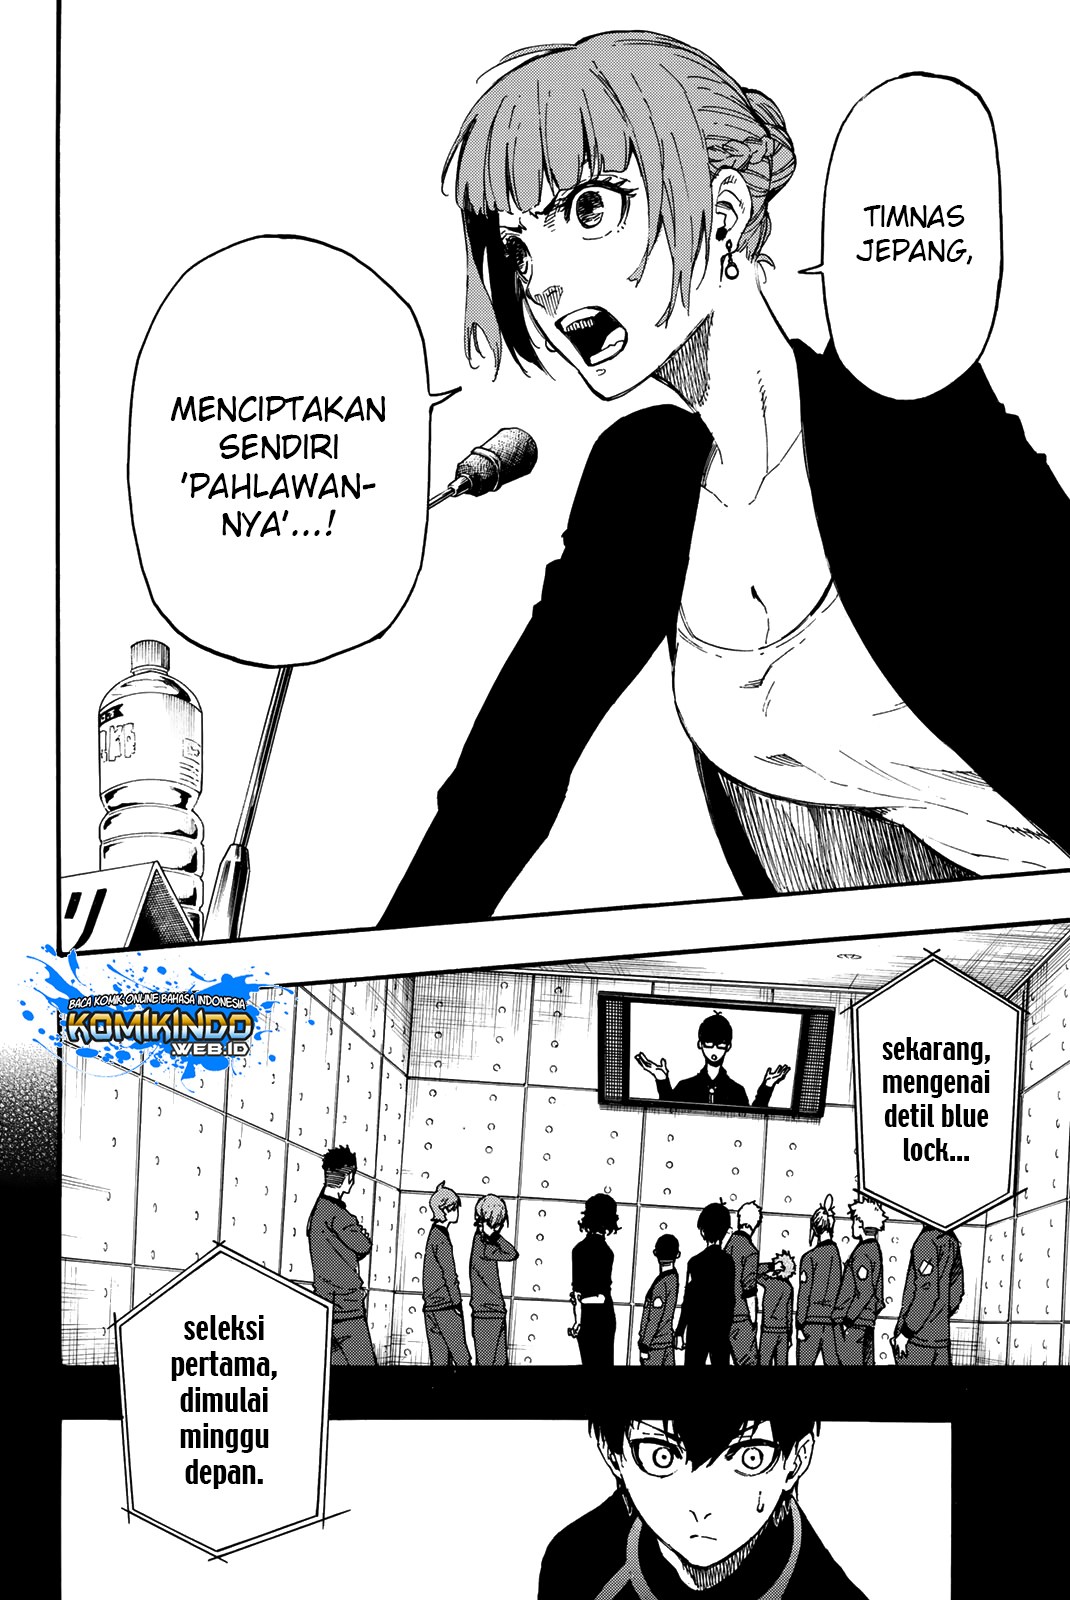 TIMNAS
JEPANG,
MENCIPTAKAN
SENDIRI
'PAHLAWAN-
NYA'...!
リ
BACA KOMIK ONLINE BAHASA INDONESIA
KOMIKINDO
WEB.ID
sekarang,
mengenai
detil blue
lock...
seleksi
pertama,
dimulai
minggu
depan.